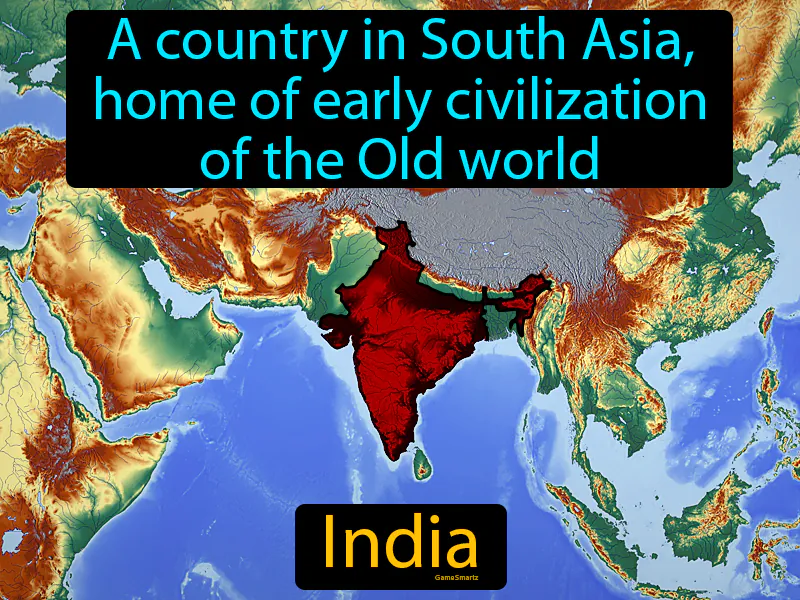 A country in South Asia,
home of early civilization
of the Old world
India
GameSmartz